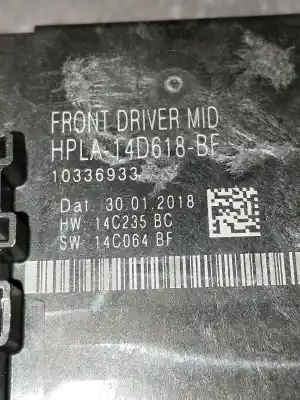 FRONT DRIVER MID
HPLA-14D618-BF
10336933
Dat. 30.01.2018
HW: 14C235 BC
SW: 14C064 BF